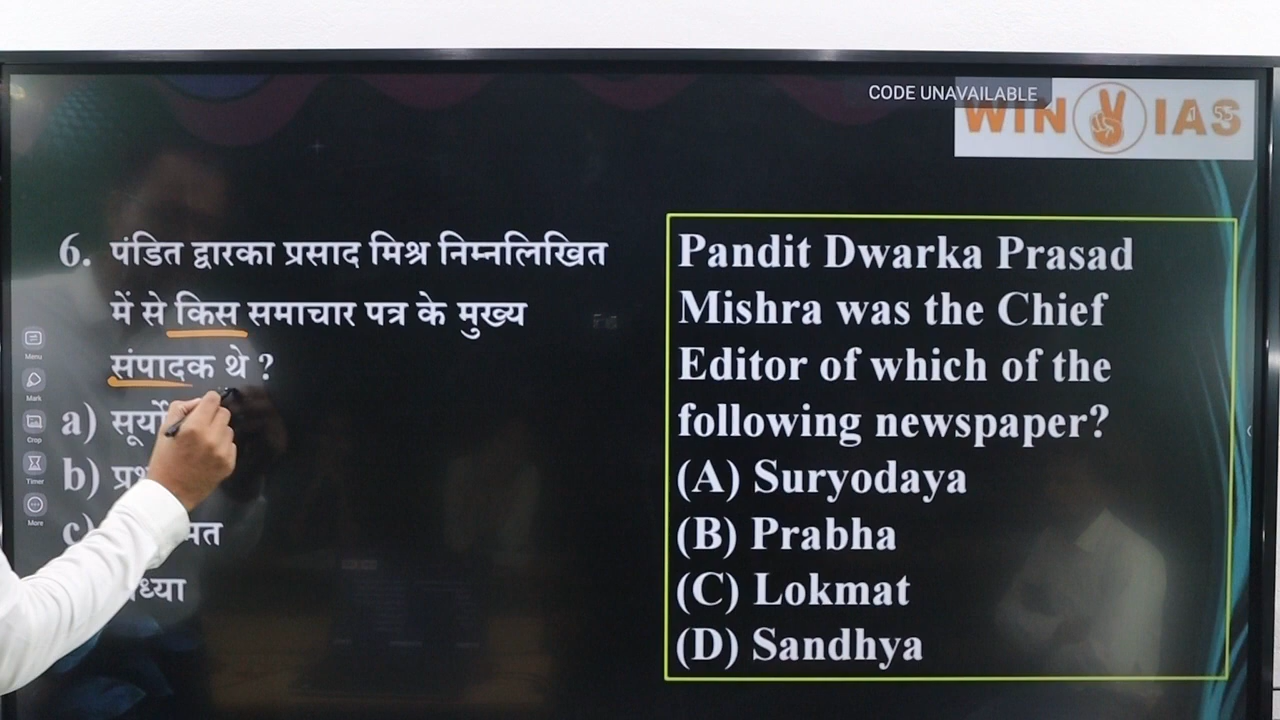 CODE UNAVAILABLE
WIN IAS
6. पंडित द्वारका प्रसाद मिश्र निम्नलिखित
में से किस समाचार पत्र के मुख्य
संपादक थे ?
a)
b)
c)
Pandit Dwarka Prasad
Mishra was the Chief
Editor of which of the
following newspaper?
(A) Suryodaya
(B) Prabha
(C) Lokmat
(D) Sandhya
Menu
Mark
Crop
Timer
More